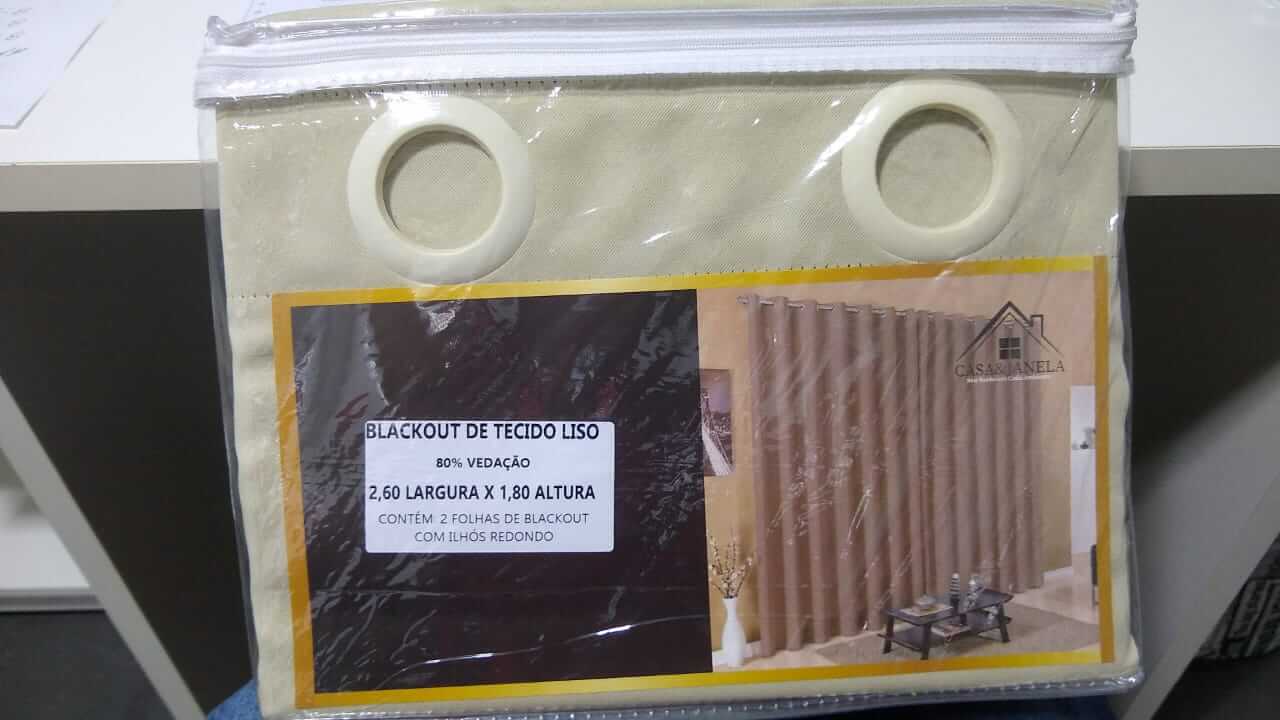 CASA&JANELA
BLACKOUT DE TECIDO LISO
80% VEDAÇÃO
2,60 LARGURA X 1,80 ALTURA
CONTÉM: 2 FOLHAS DE BLACKOUT
COM ILHÓS REDONDO